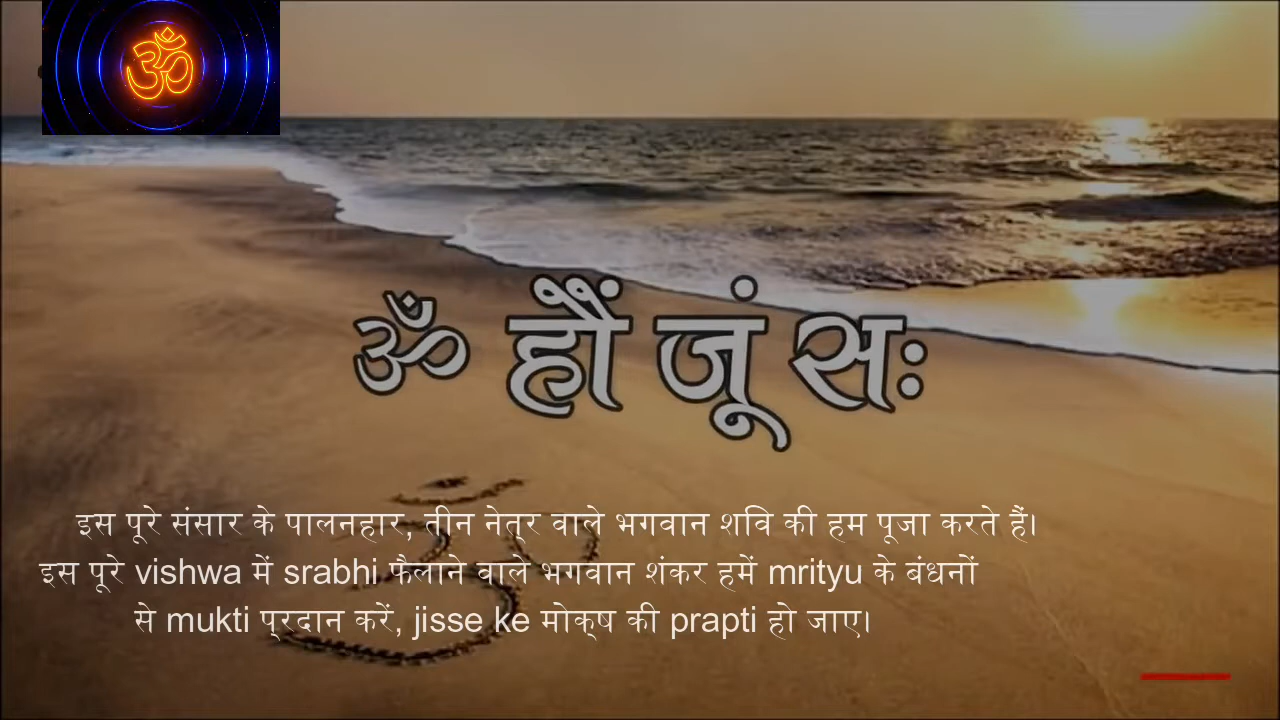 ॐ
ॐ हौं जूं सः
ॐ
इस पूरे संसार के पालनहार, तीन नेत्र वाले भगवान शिव की हम पूजा करते हैं।
इस पूरे vishwa में srabhi फैलाने वाले भगवान शंकर हमें mrityu के बंधनों
से mukti प्रदान करें, jisse ke मोक्ष की prapti हो जाए।